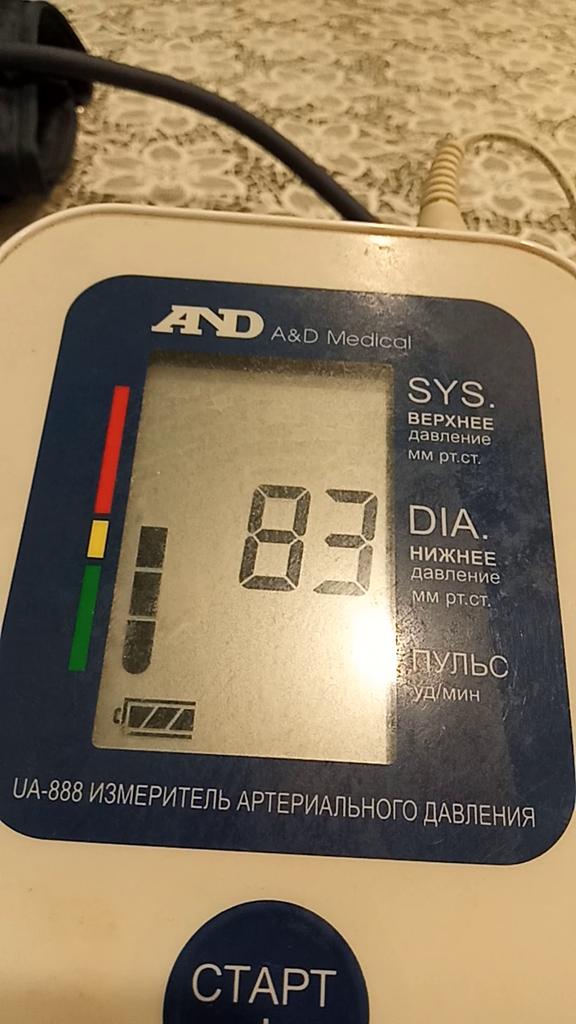 AND A&D Medical
SYS.
ВЕРХНЕЕ
давление
мм рт.ст.
83
DIA.
НИЖНЕЕ
давление
мм рт.ст.
ПУЛЬС
уд/мин
UA-888 ИЗМЕРИТЕЛЬ АРТЕРИАЛЬНОГО ДАВЛЕНИЯ
СТАРТ